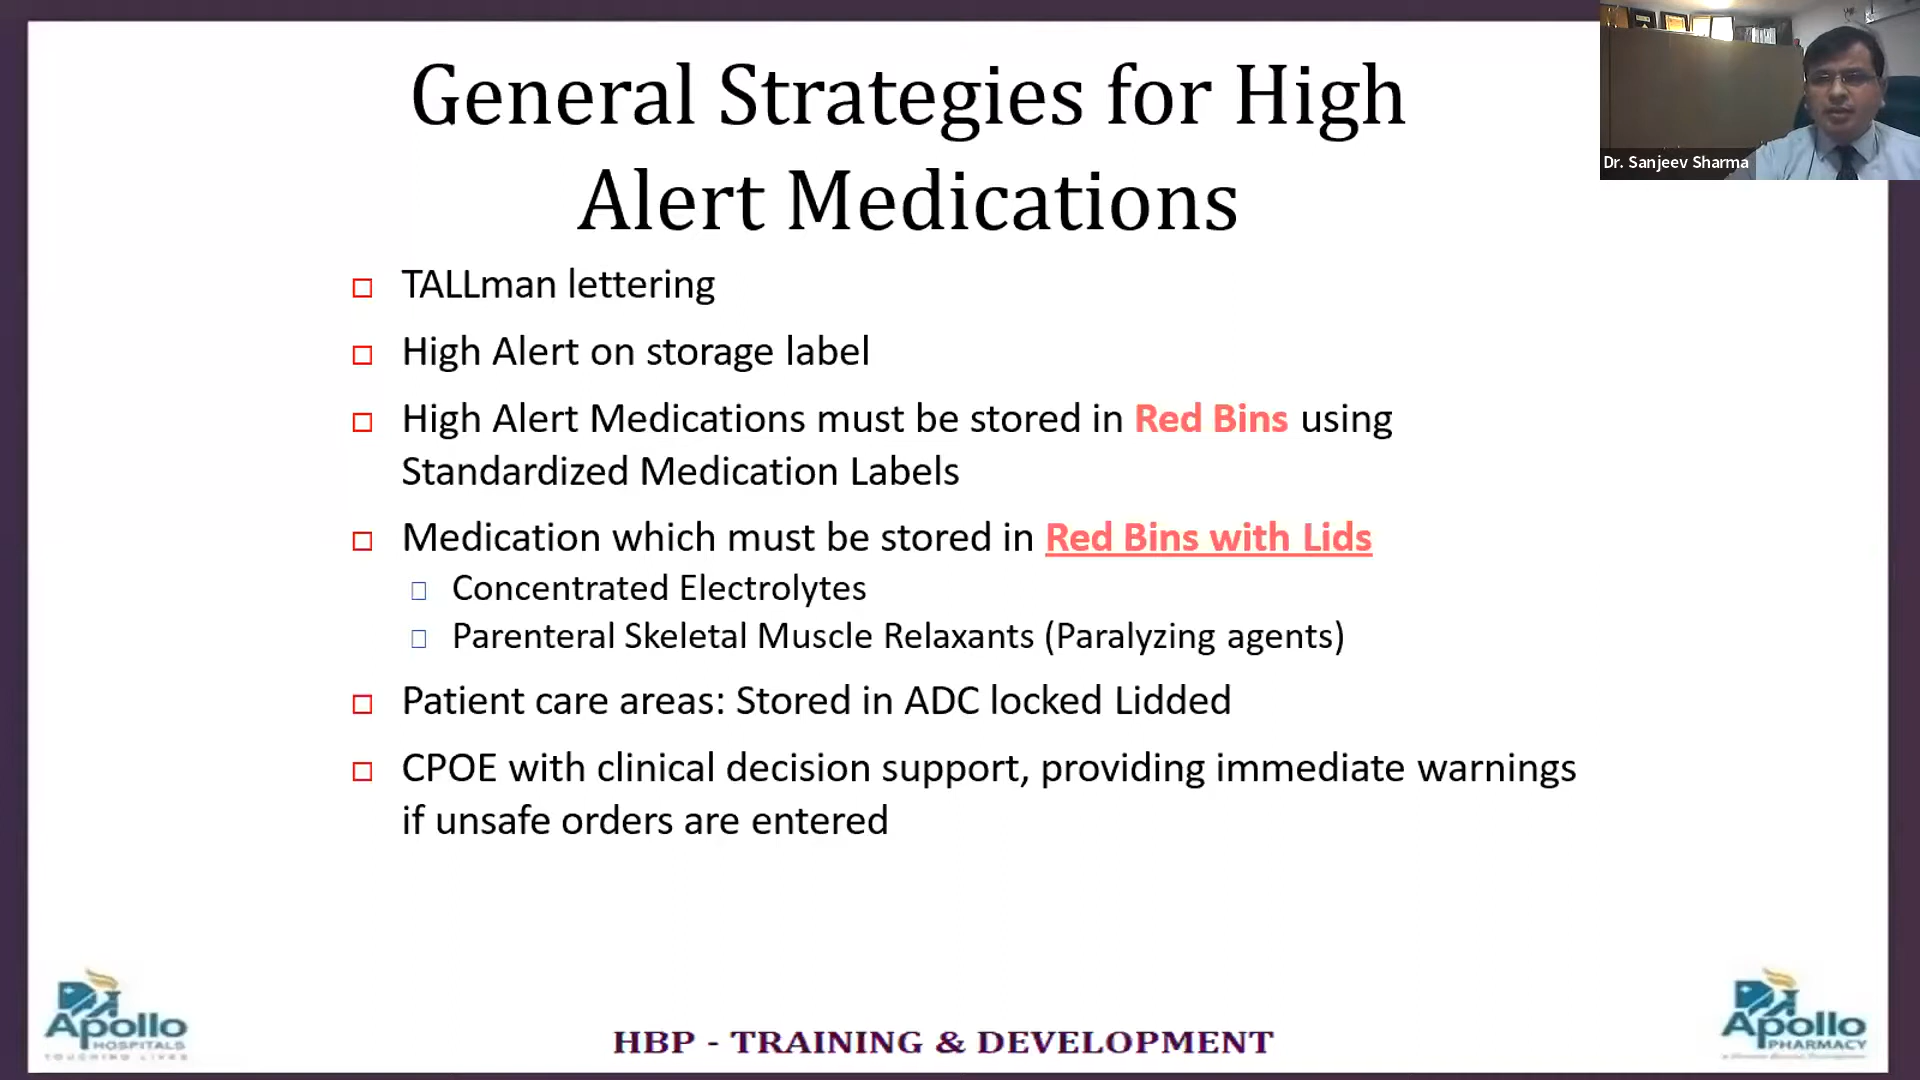 General Strategies for High
Alert Medications
Dr. Sanjeev Sharma
TALLman lettering
High Alert on storage label
High Alert Medications must be stored in Red Bins using
Standardized Medication Labels
Medication which must be stored in Red Bins with Lids
Concentrated Electrolytes
Parenteral Skeletal Muscle Relaxants (Paralyzing agents)
Patient care areas: Stored in ADC locked Lidded
CPOE with clinical decision support, providing immediate warnings
if unsafe orders are entered
Apollo
HOSPITALS
TOUCHING LIVES
HBP - TRAINING & DEVELOPMENT
Apollo
PHARMACY